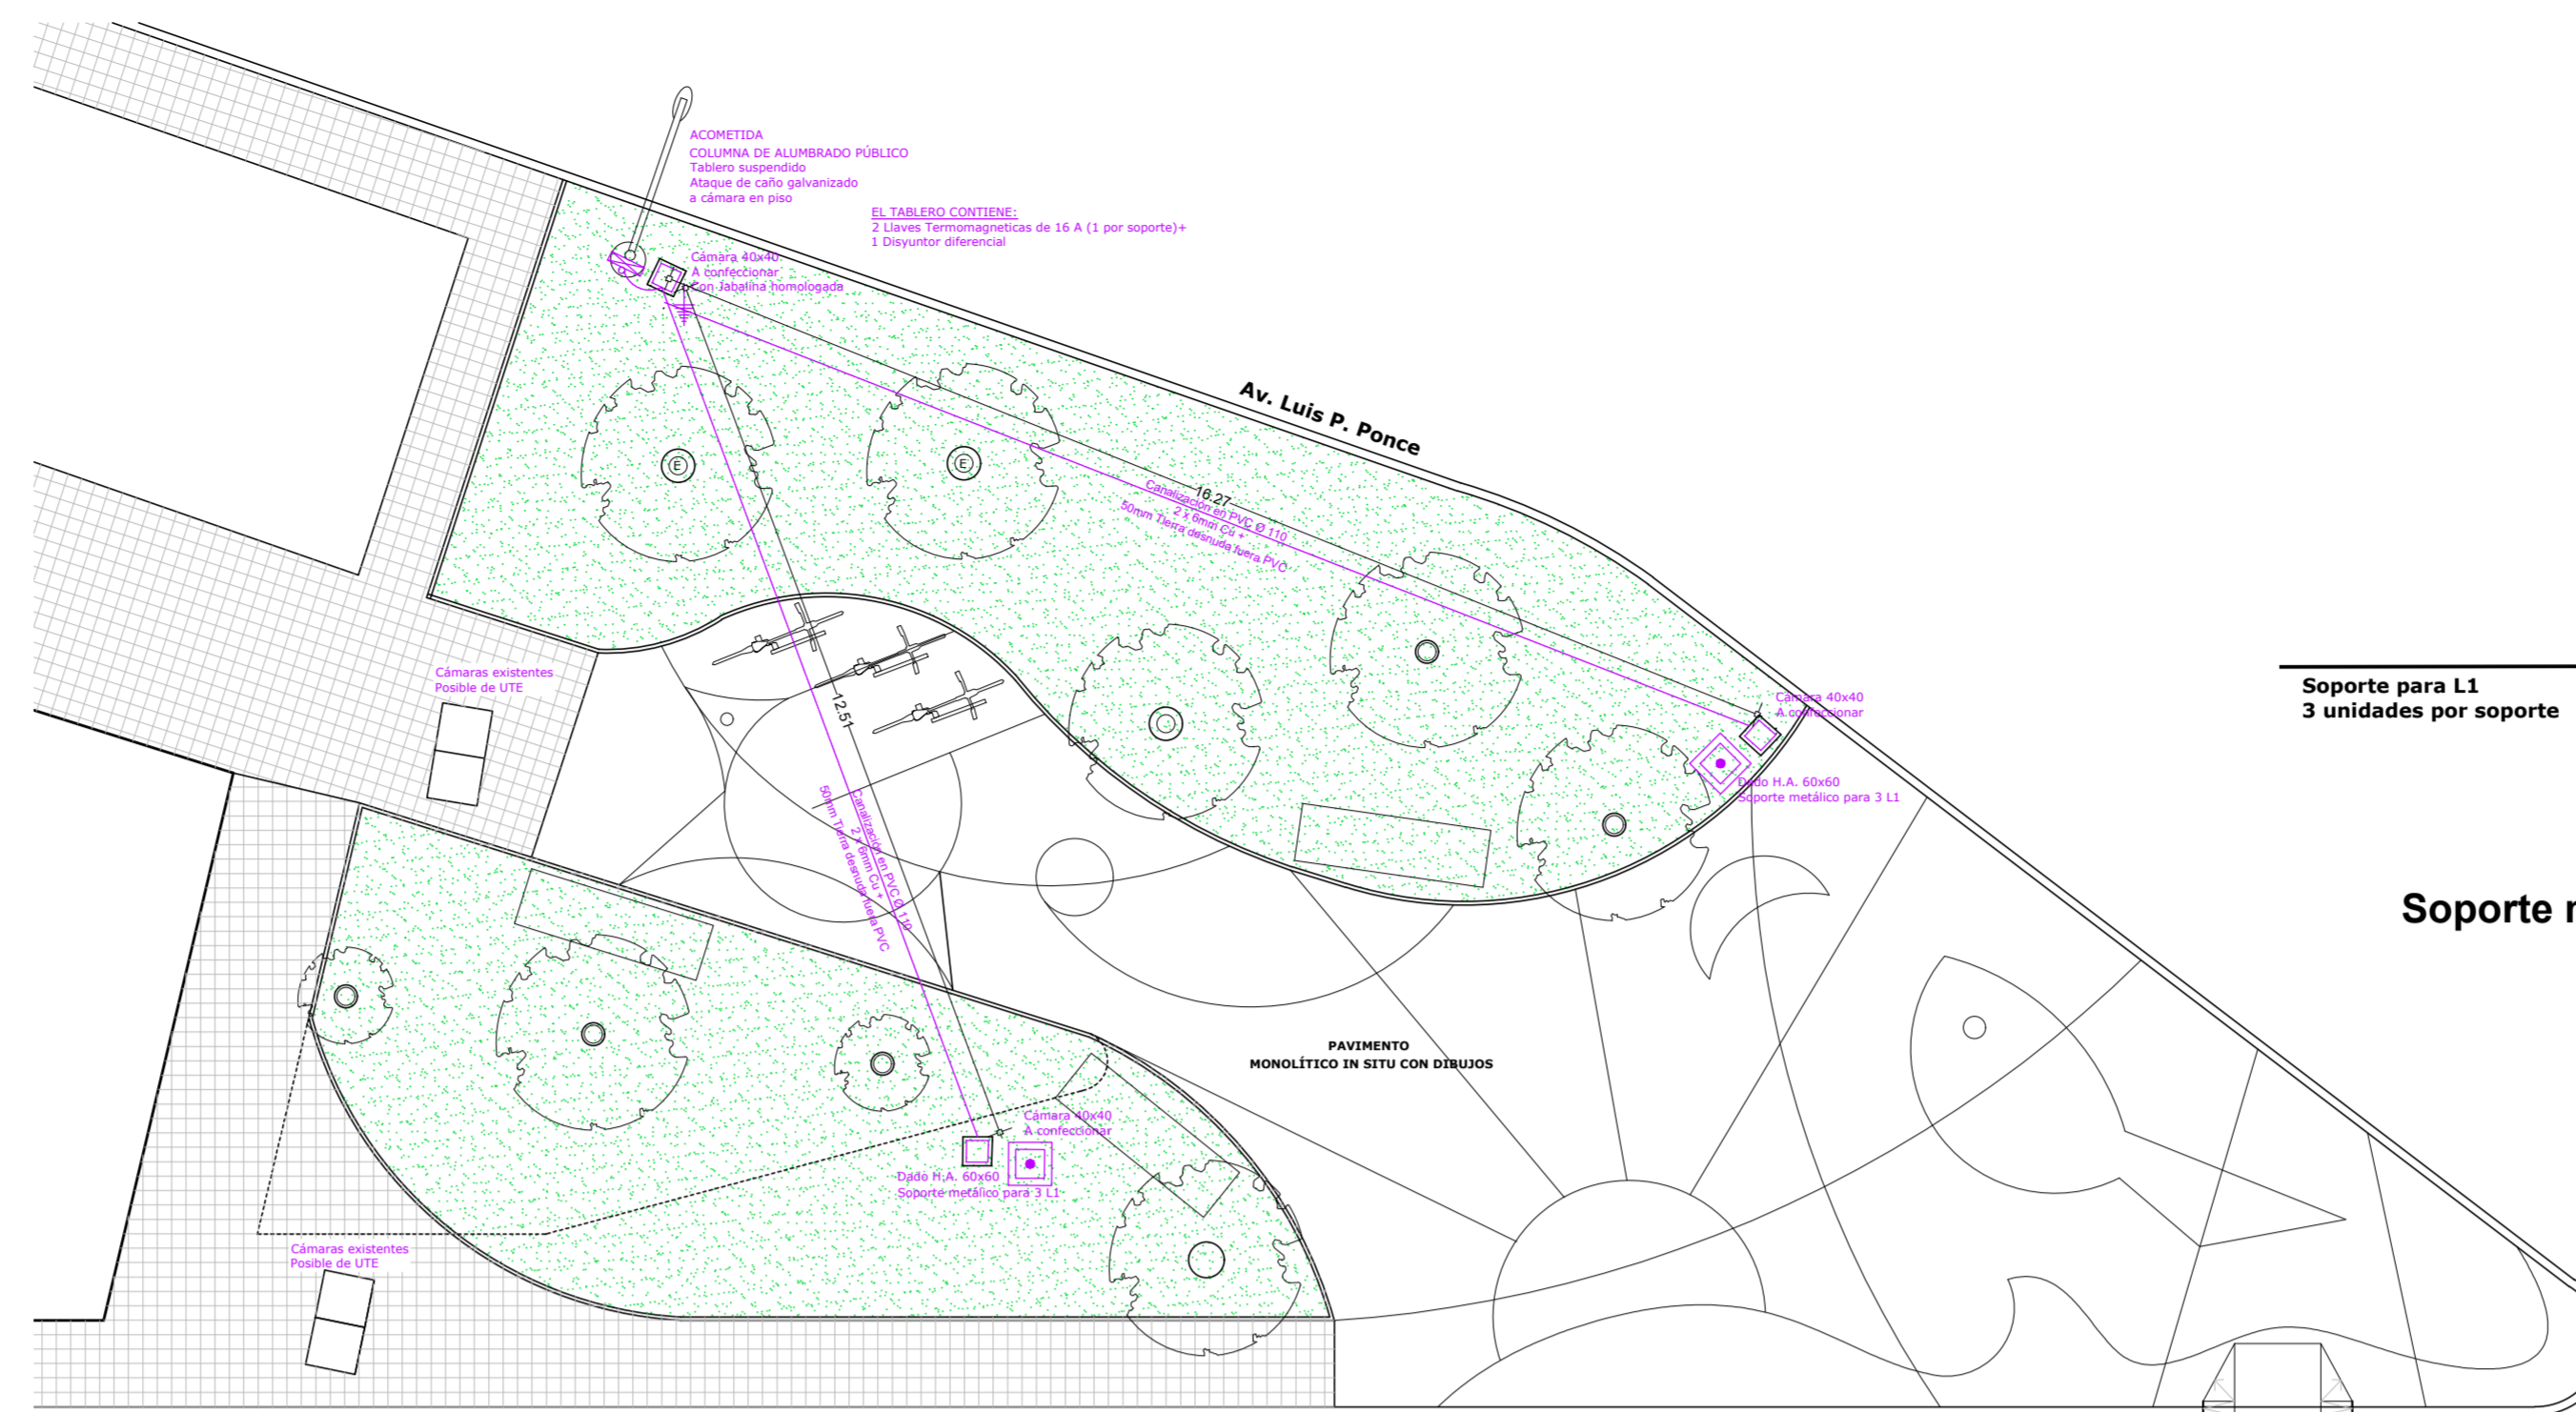 ACOMETIDA
COLUMNA DE ALUMBRADO PÚBLICO
Tablero suspendido
Ataque de caño galvanizado
a cámara en piso
EL TABLERO CONTIENE:
2 Llaves Termomagneticas de 16 A (1 por soporte)+
1 Disyuntor diferencial
Cámara 40x40
A confeccionar
Con Jabalina homologada
Av. Luis P. Ponce
E
E
16.27
Canalización en PVC Ø 110
2 x 6mm Cu +
50mm Tierra desnuda fuera PVC
Cámaras existentes
Posible de UTE
12.51
Canalización en PVC Ø 110
2 x 6mm Cu +
50mm Tierra desnuda fuera PVC
Cámara 40x40
A confeccionar
Dado H.A. 60x60
Soporte metálico para 3 L1
Soporte para L1
3 unidades por soporte
Soporte
PAVIMENTO
MONOLÍTICO IN SITU CON DIBUJOS
Cámara 40x40
A confeccionar
Dado H.A. 60x60
Soporte metálico para 3 L1
Cámaras existentes
Posible de UTE